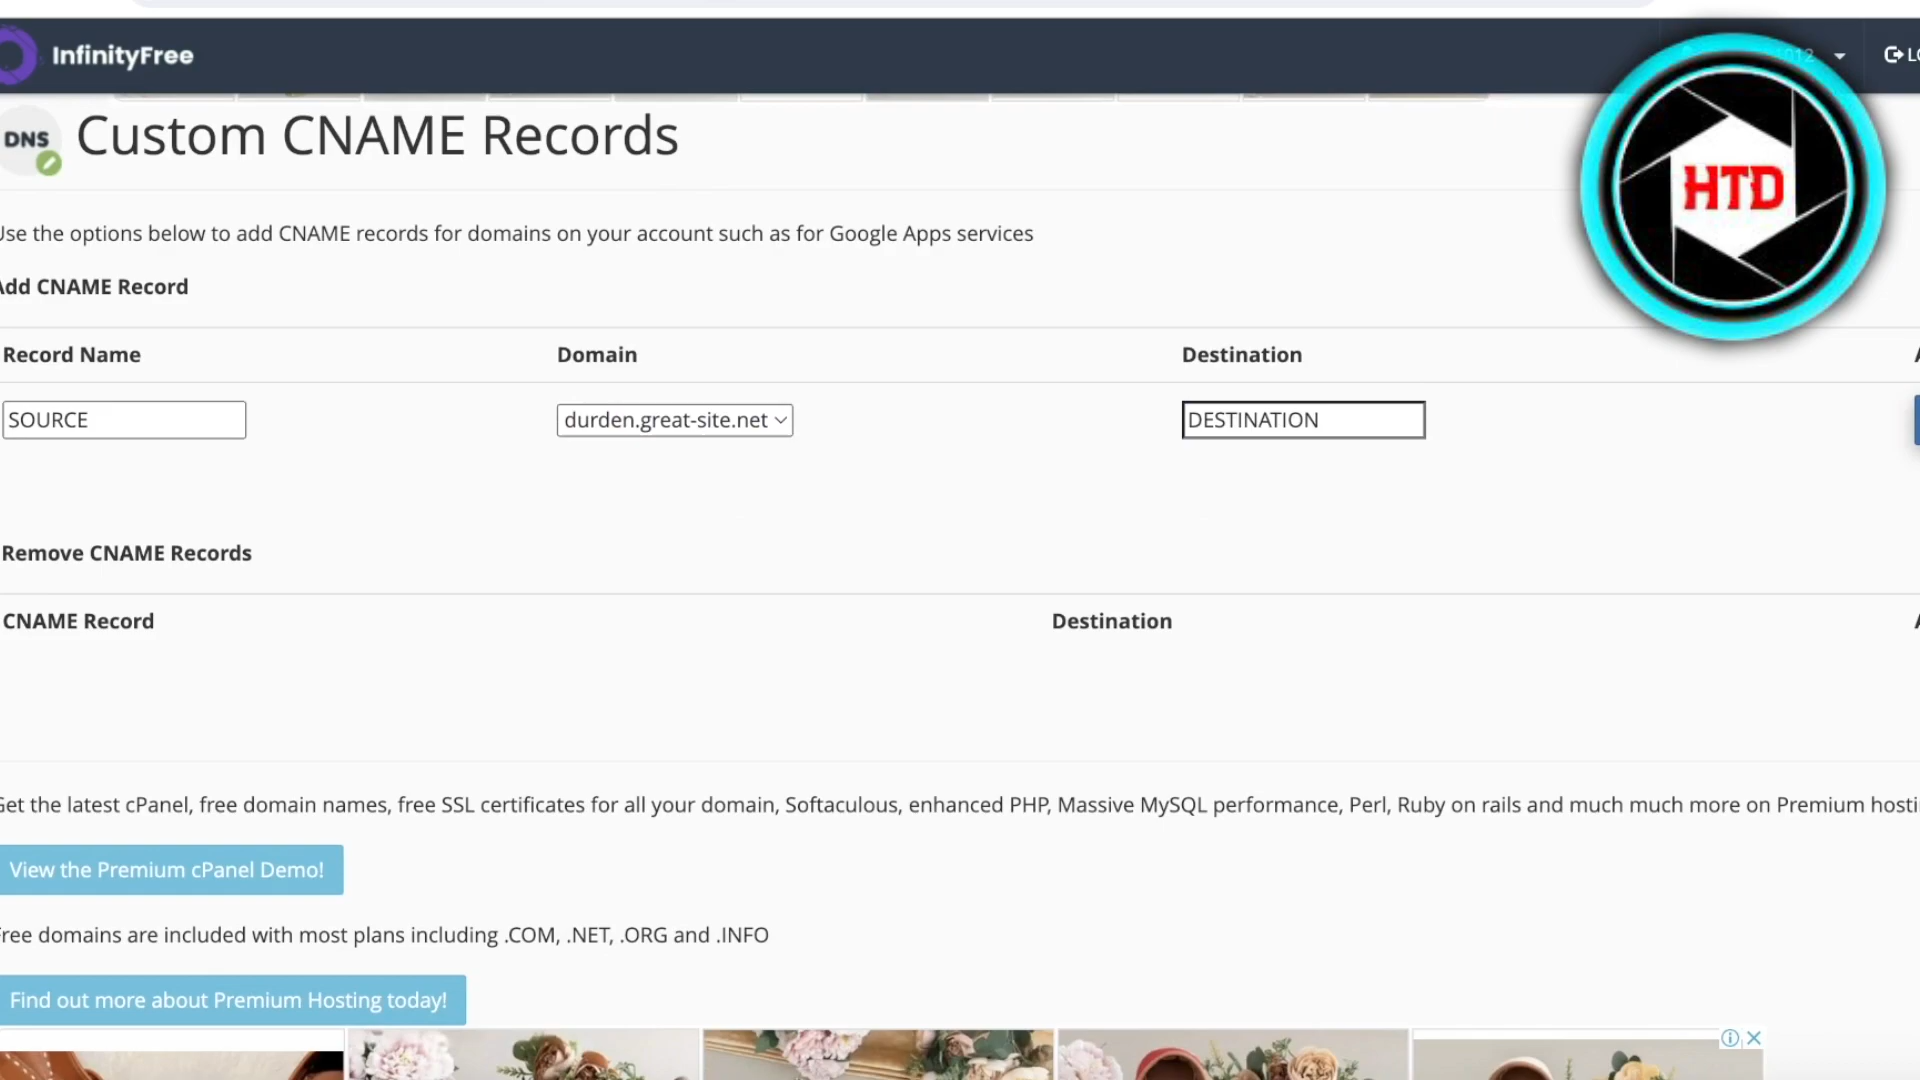 InfinityFree
012
HTD
DNS
Custom CNAME Records
Use the options below to add CNAME records for domains on your account such as for Google Apps services
Add CNAME Record
Record Name Domain Destination
SOURCE durden.great-site.net DESTINATION
Remove CNAME Records
CNAME Record Destination
Get the latest cPanel, free domain names, free SSL certificates for all your domain, Softaculous, enhanced PHP, Massive MySQL performance, Perl, Ruby on rails and much much more on Premium hosti
View the Premium cPanel Demo!
Free domains are included with most plans including .COM, .NET, .ORG and .INFO
Find out more about Premium Hosting today!